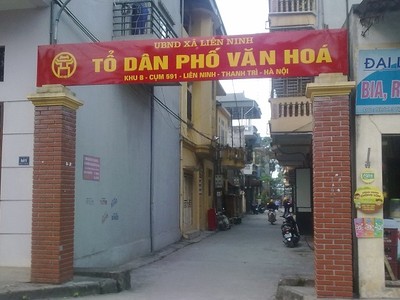 UBND XÃ LIÊN NINH
TỔ DÂN PHỐ VĂN HOÁ
KHU 8 - CỤM 591 - LIÊN NINH - THANH TRÌ - HÀ NỘI
ĐẠI
BIA, R